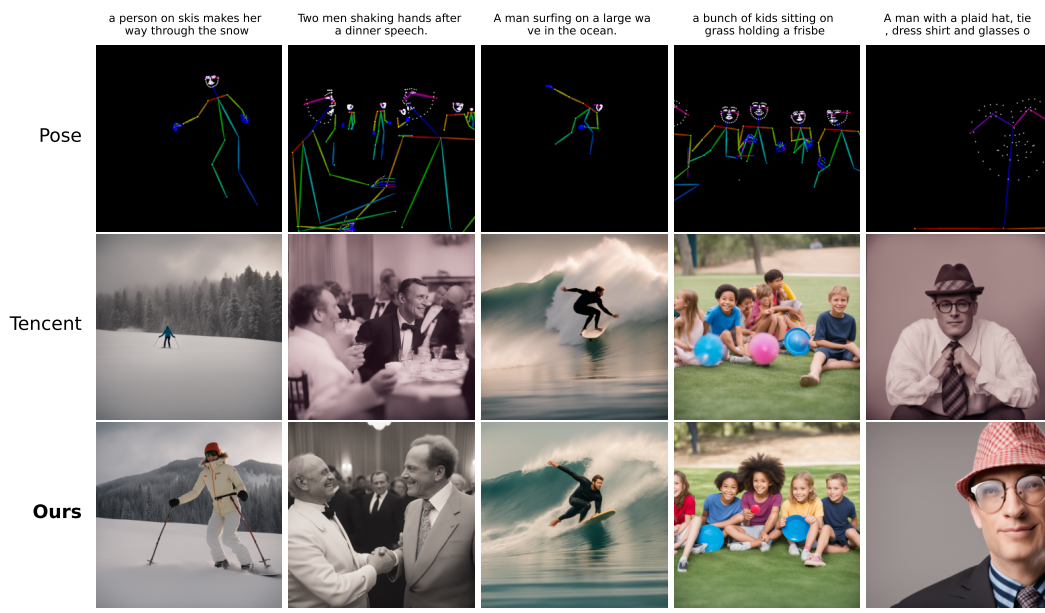 a person on skis makes her
way through the snow
Two men shaking hands after
a dinner speech.
A man surfing on a large wa
ve in the ocean.
a bunch of kids sitting on
grass holding a frisbe
A man with a plaid hat, tie
, dress shirt and glasses o
Pose
Tencent
Ours